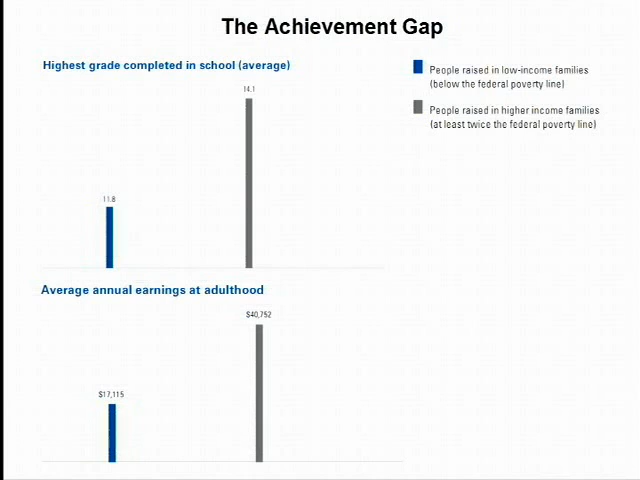 The Achievement Gap
Highest grade completed in school (average)
People raised in low-income families
(below the federal poverty line)
People raised in higher income families
(at least twice the federal poverty line)
14.1
11.8
Average annual earnings at adulthood
$40,752
$17,115